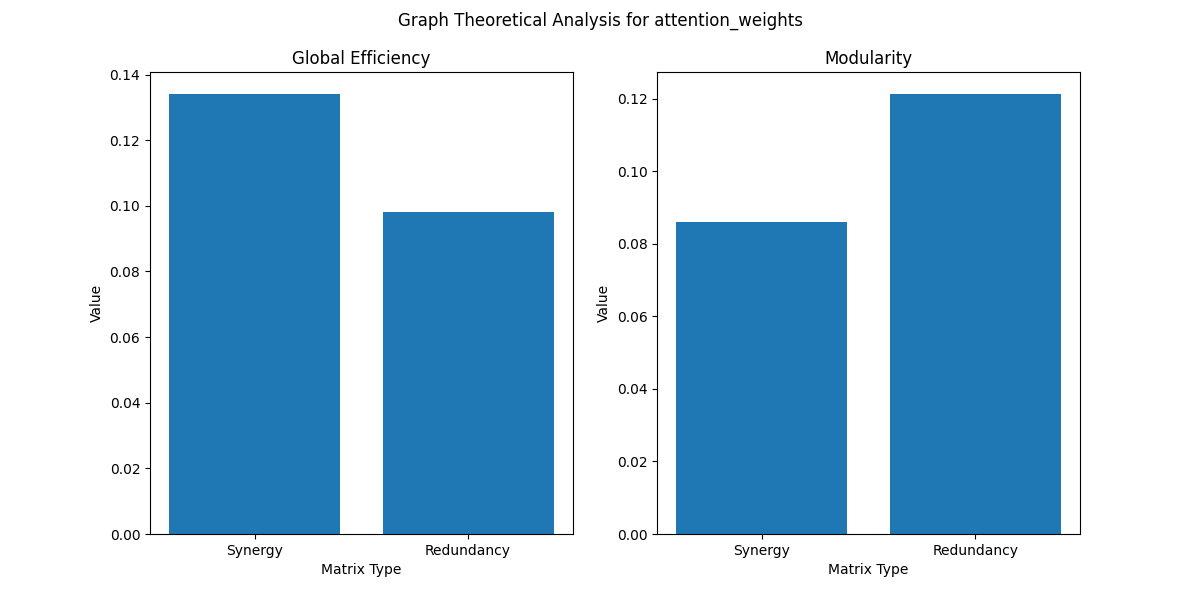 Graph Theoretical Analysis for attention_weights
Global Efficiency
0.14
0.12
0.10
0.08
0.06
0.04
0.02
0.00
Value
Synergy
Redundancy
Matrix Type
Modularity
0.12
0.10
0.08
0.06
0.04
0.02
0.00
Value
Synergy
Redundancy
Matrix Type